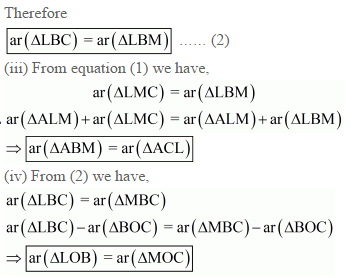 Therefore
ar(ΔLBC) = ar(ΔLBM) ...... (2)
(iii) From equation (1) we have,
ar(ΔLMC) = ar(ΔLBM)
. ar(ΔALM)+ar(ΔLMC) = ar(ΔALM)+ar(ΔLBM)
⇒ ar(ΔABM) = ar(ΔACL)
(iv) From (2) we have,
ar(ΔLBC) = ar(ΔMBC)
ar(ΔLBC)−ar(ΔBOC) = ar(ΔMBC)−ar(ΔBOC)
⇒ ar(ΔLOB) = ar(ΔMOC)